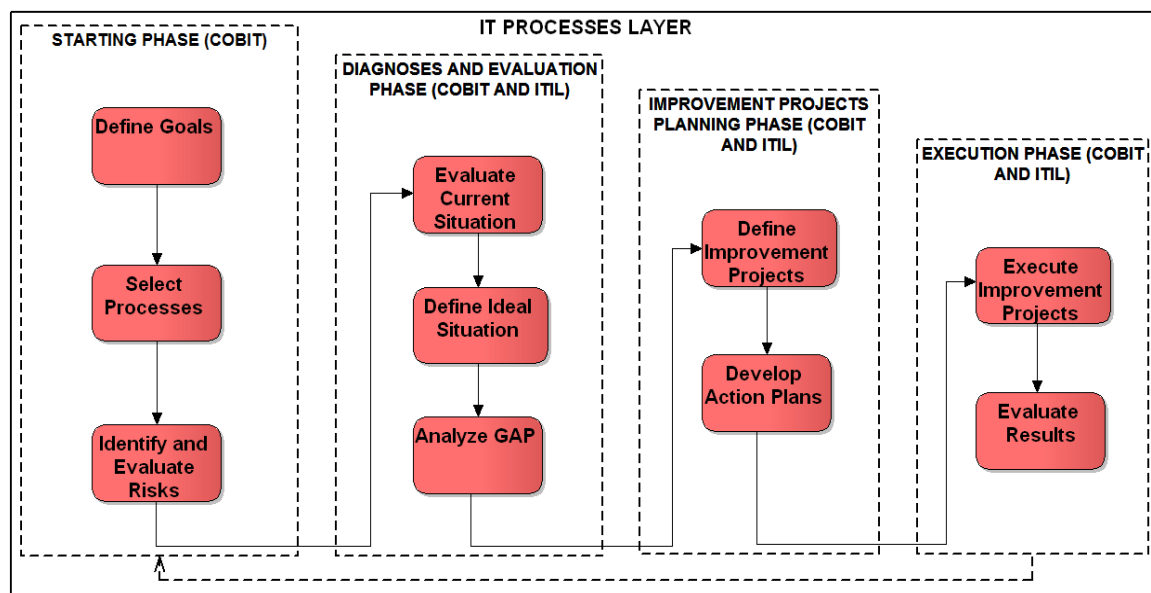 IT PROCESSES LAYER
STARTING PHASE (COBIT)
Define Goals
Select
Processes
Identify and
Evaluate
Risks
DIAGNOSES AND EVALUATION
PHASE (COBIT AND ITIL)
Evaluate
Current
Situation
Define Ideal
Situation
Analyze GAP
IMPROVEMENT PROJECTS
PLANNING PHASE (COBIT
AND ITIL)
Define
Improvement
Projects
Develop
Action Plans
EXECUTION PHASE (COBIT
AND ITIL)
Execute
Improvement
Projects
Evaluate
Results